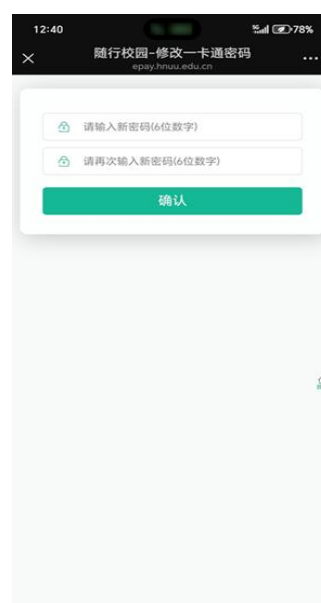 12:40
5G 78%
随行校园-修改一卡通密码
epay.hnuu.edu.cn
请输入新密码(6位数字)
请再次输入新密码(6位数字)
确认